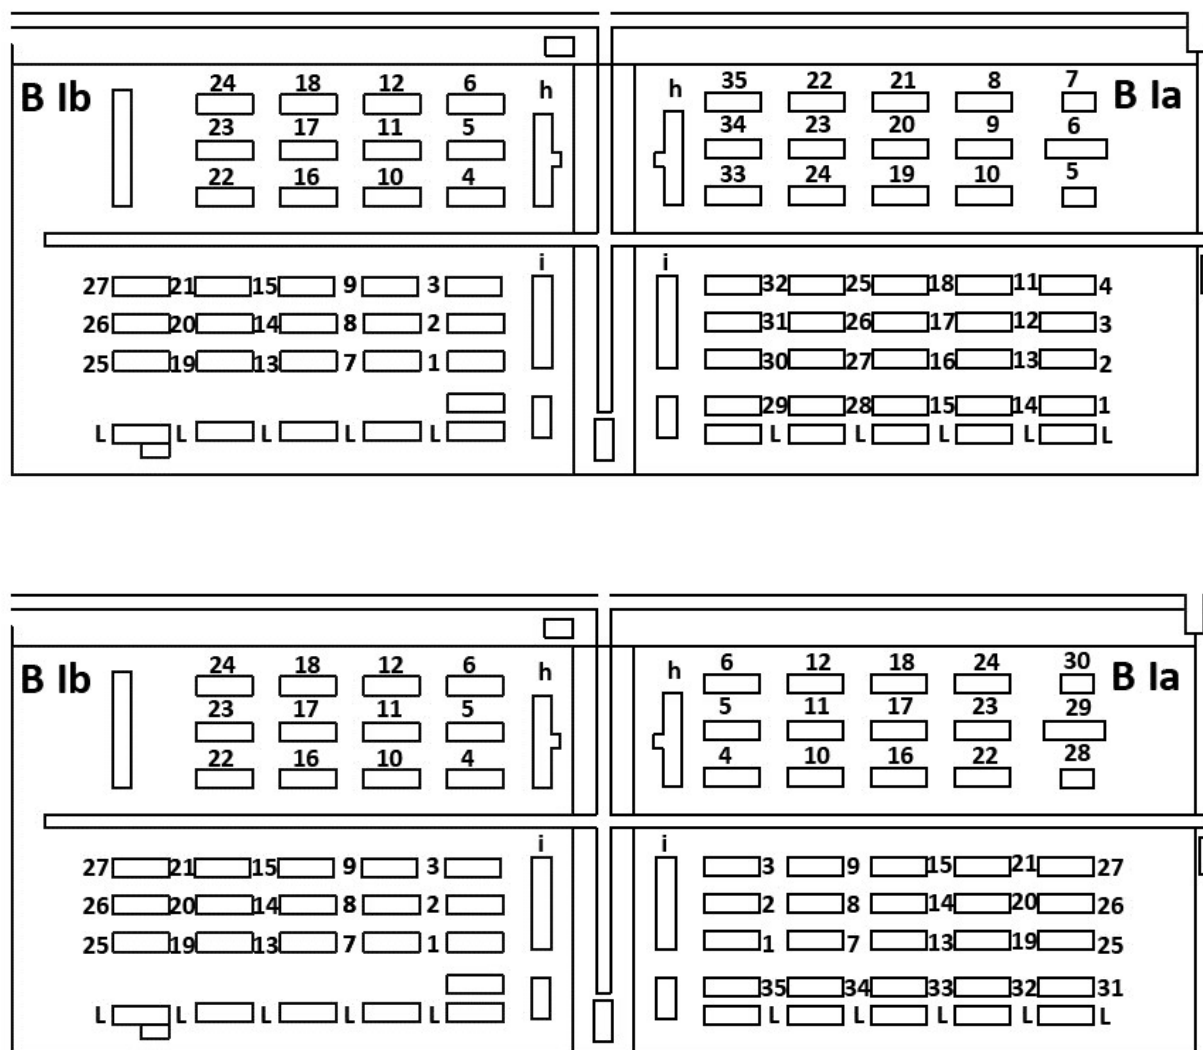 24 18 12 6 h h 35 22 21 8 7
B Ib B Ia
23 17 11 5 34 23 20 9 6
22 16 10 4 33 24 19 10 5
i i
27 21 15 9 3 32 25 18 11 4
26 20 14 8 2 31 26 17 12 3
25 19 13 7 1 30 27 16 13 2
29 28 15 14 1
L L L L L L L L L L
24 18 12 6 h h 6 12 18 24 30
B Ib B Ia
23 17 11 5 5 11 17 23 29
22 16 10 4 4 10 16 22 28
i i
27 21 15 9 3 3 9 15 21 27
26 20 14 8 2 2 8 14 20 26
25 19 13 7 1 1 7 13 19 25
35 34 33 32 31
L L L L L L L L L L